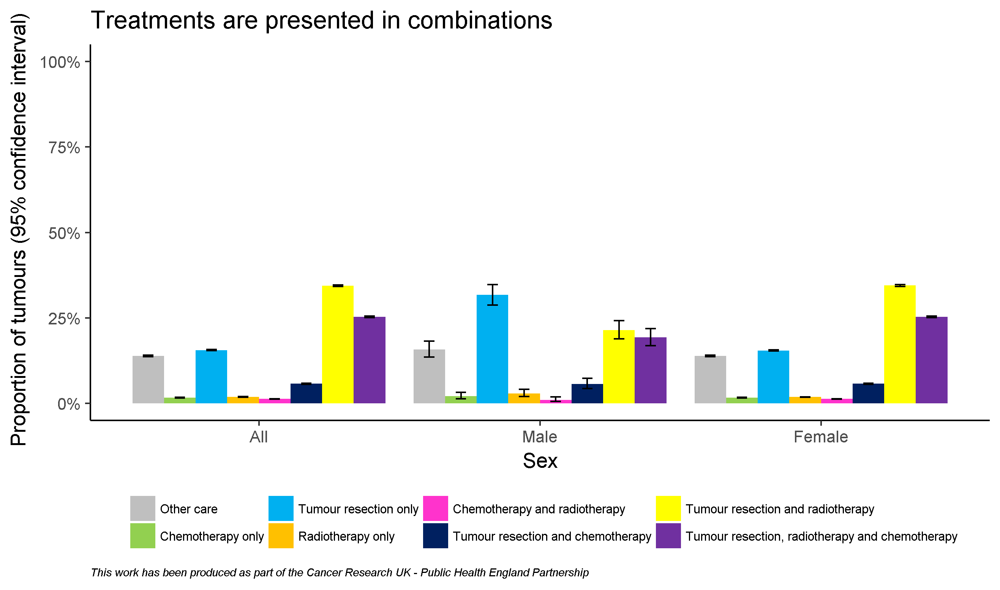 Treatments are presented in combinations
Proportion of tumours (95% confidence interval)
100%
75%
50%
25%
0%
All
Male
Female
Sex
Other care
Tumour resection only
Chemotherapy and radiotherapy
Tumour resection and radiotherapy
Chemotherapy only
Radiotherapy only
Tumour resection and chemotherapy
Tumour resection, radiotherapy and chemotherapy
This work has been produced as part of the Cancer Research UK - Public Health England Partnership